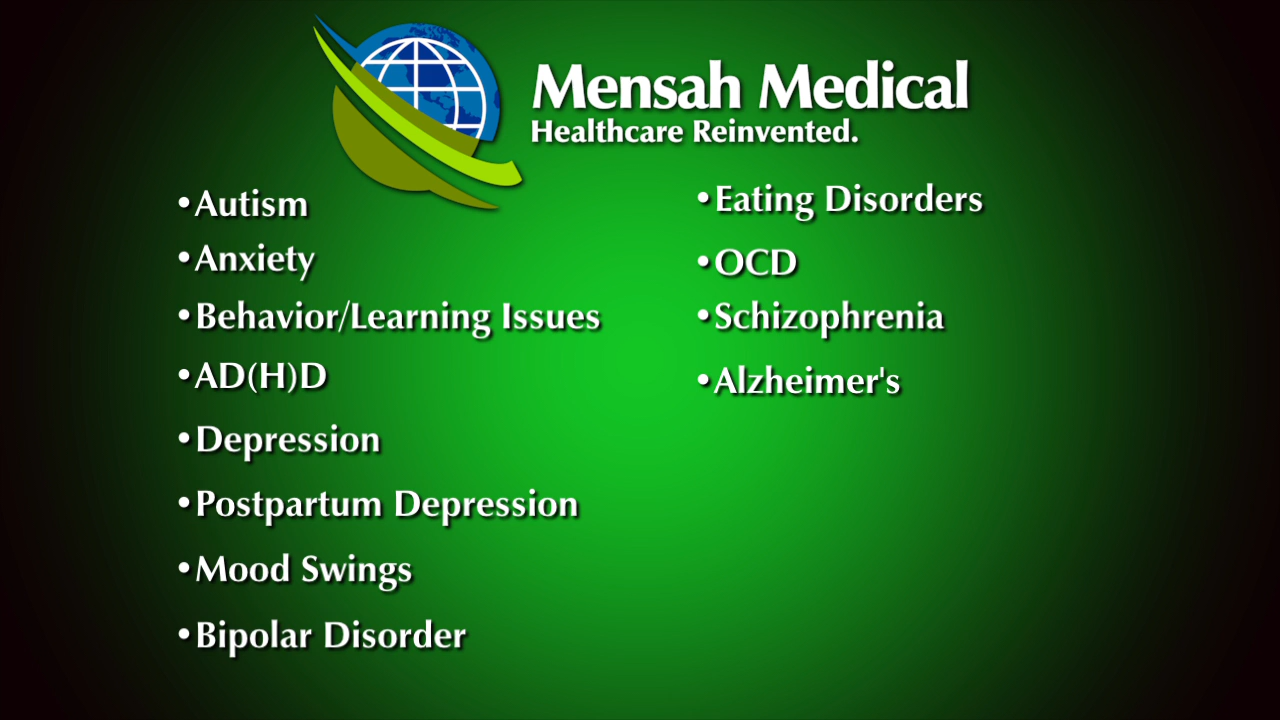 Mensah Medical
Healthcare Reinvented.
•Autism
•Anxiety
•Behavior/Learning Issues
•AD(H)D
•Depression
•Postpartum Depression
•Mood Swings
•Bipolar Disorder
•Eating Disorders
•OCD
•Schizophrenia
•Alzheimer's